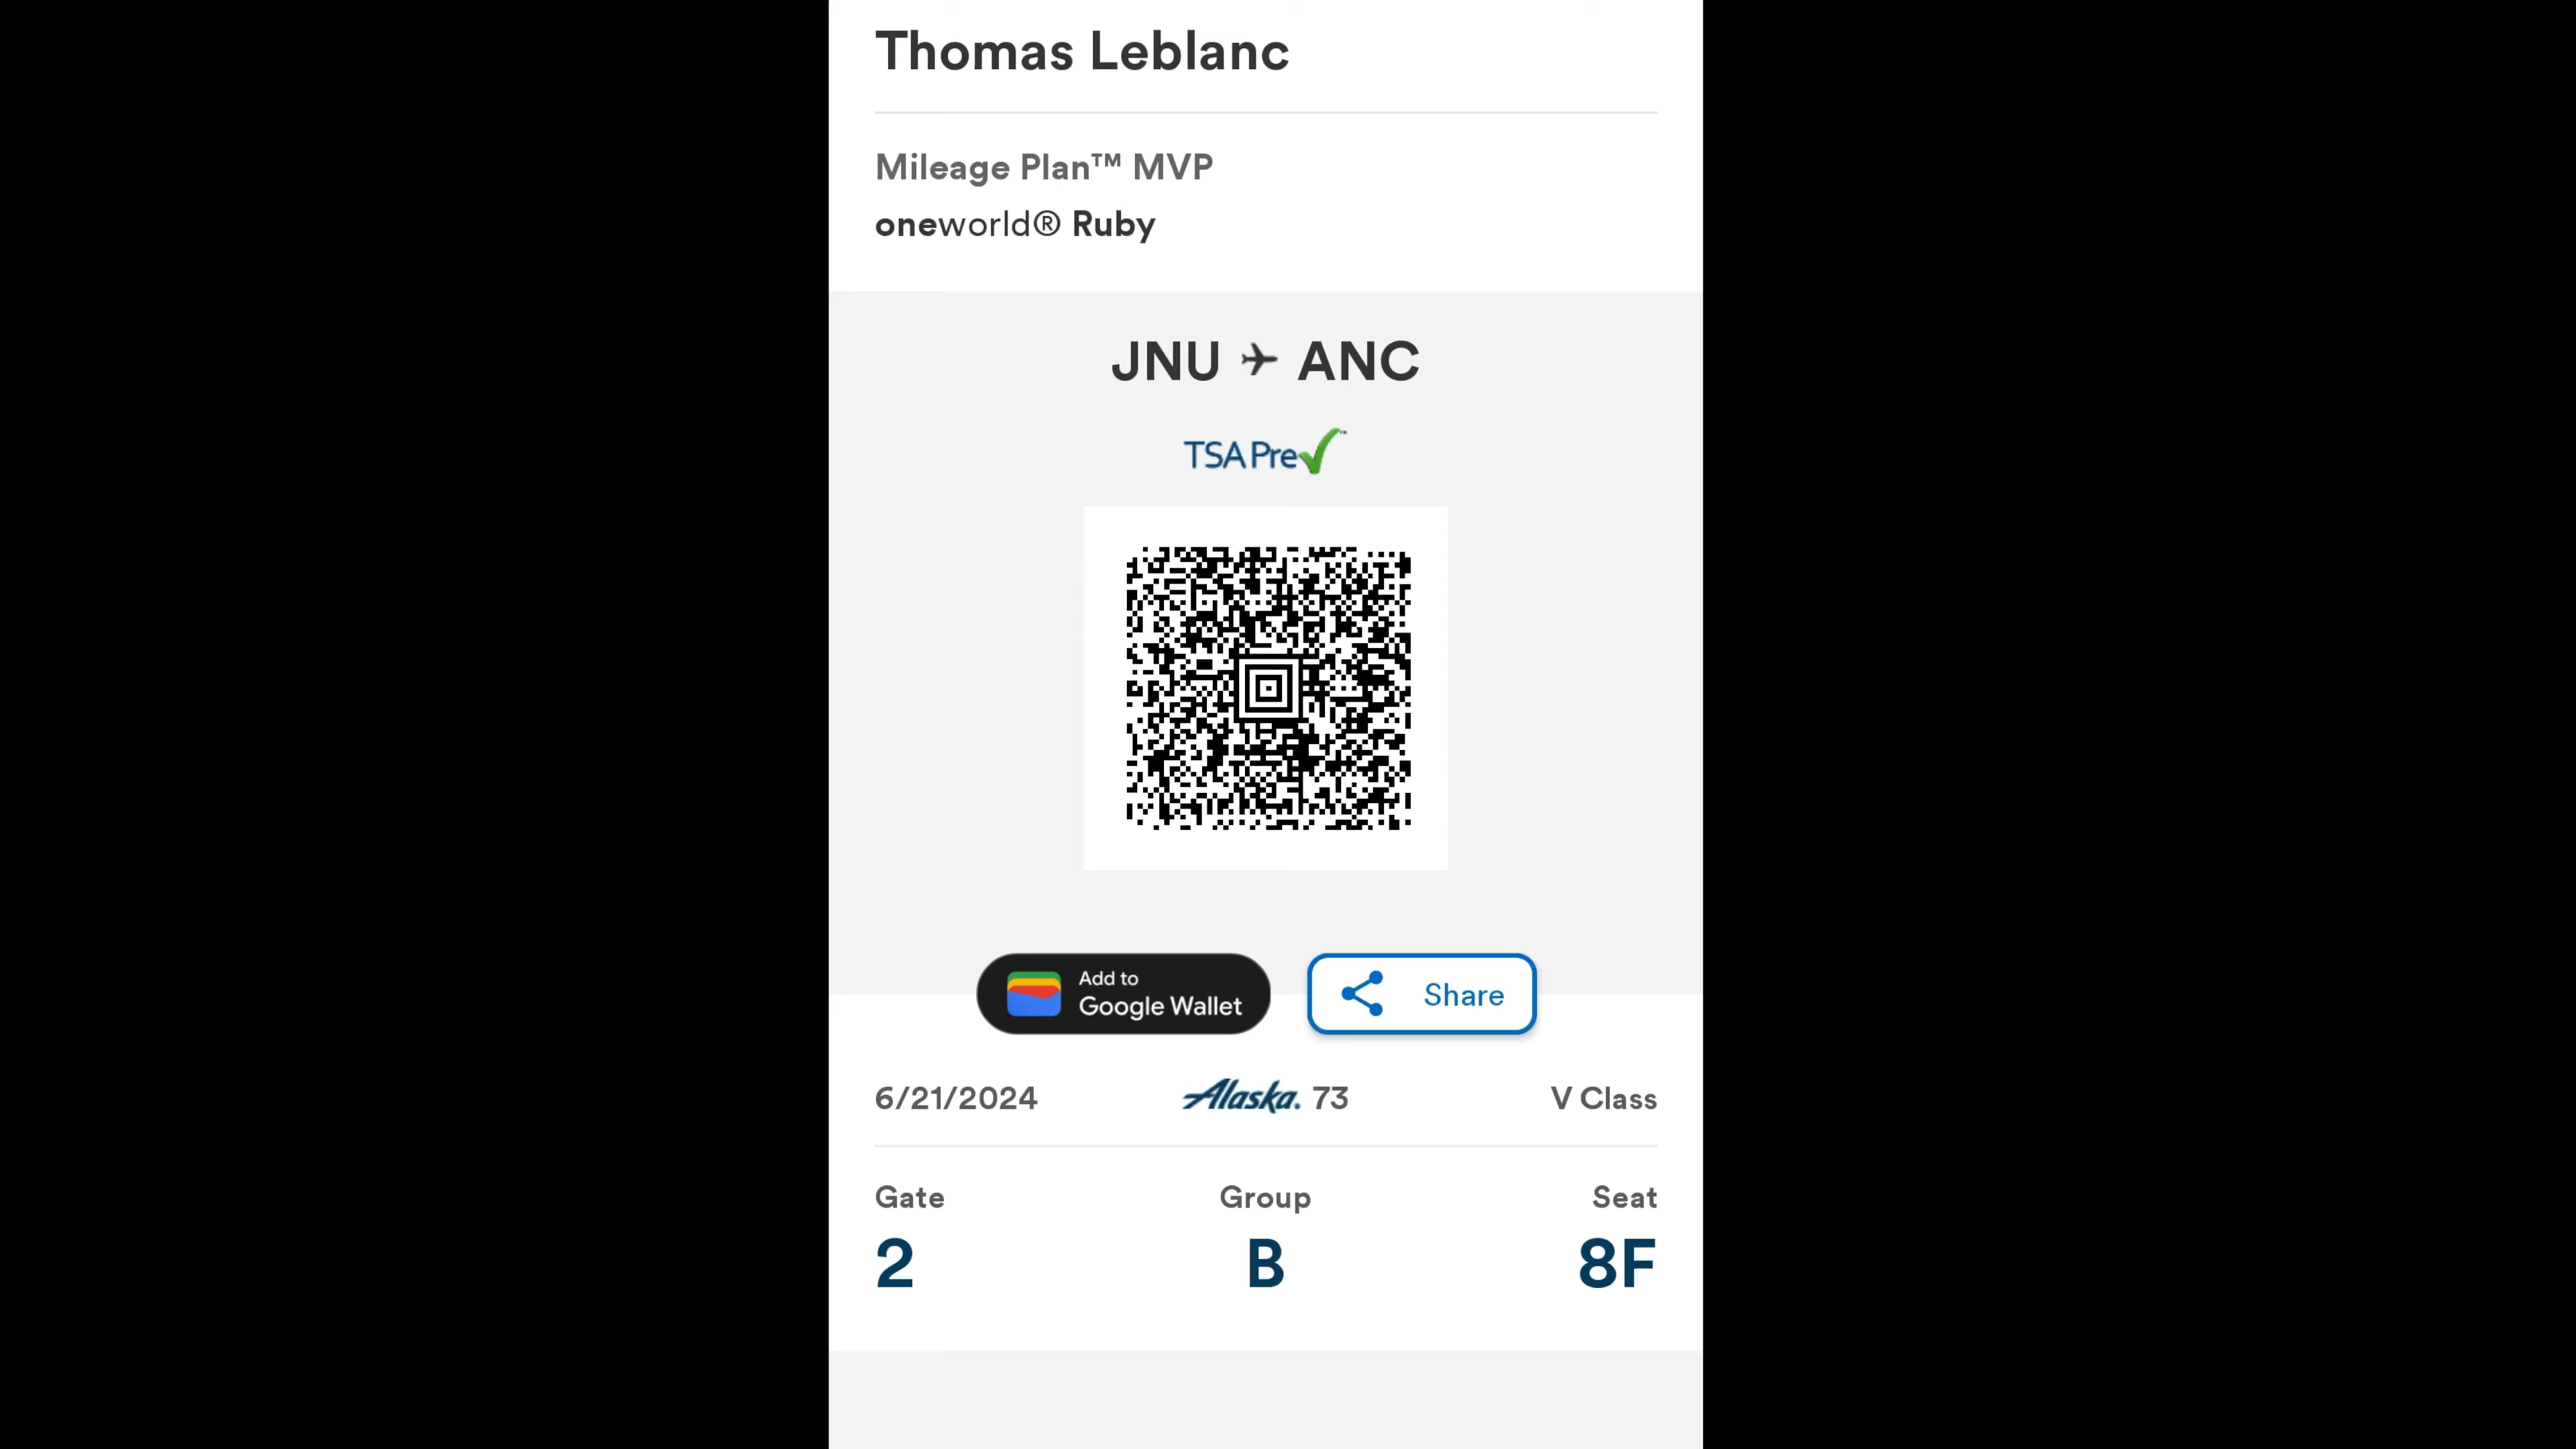 Thomas Leblanc
Mileage Plan™ MVP
oneworld® Ruby
JNU ANC
TSA Pre ™
Add to
Google Wallet
Share
6/21/2024 Alaska. 73 V Class
Gate Group Seat
2 B 8F